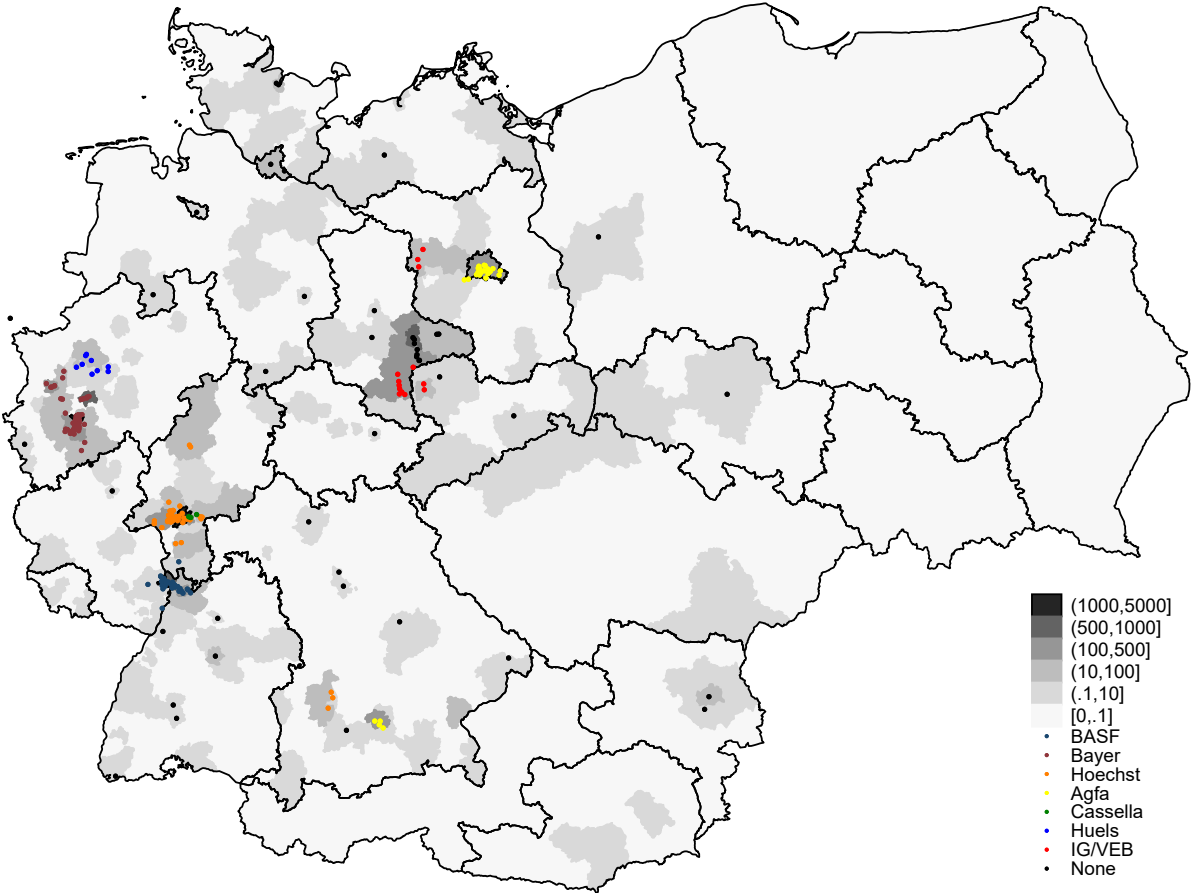 (1000,5000]
(500,1000]
(100,500]
(10,100]
(.1,10]
[0,.1]
BASF
Bayer
Hoechst
Agfa
Cassella
Huels
IG/VEB
None